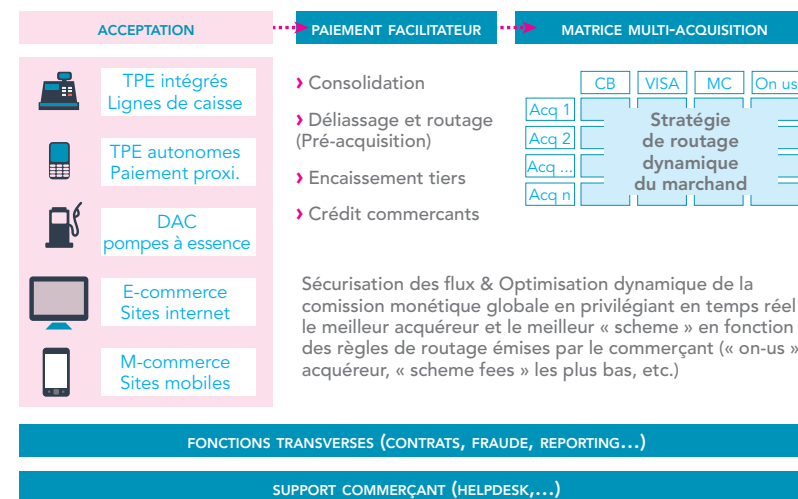 ACCEPTATION
PAIEMENT FACILITATEUR
MATRICE MULTI-ACQUISITION
TPE intégrés
Lignes de caisse
TPE autonomes
Paiement proxi.
DAC
pompes à essence
E-commerce
Sites internet
M-commerce
Sites mobiles
› Consolidation
› Déliassage et routage
(Pré-acquisition)
› Encaissement tiers
› Crédit commercants
CB VISA MC On us
Acq 1
Acq 2
Acq ...
Acq n
Stratégie
de routage
dynamique
du marchand
Sécurisation des flux & Optimisation dynamique de la
comission monétique globale en privilégiant en temps réel
le meilleur acquéreur et le meilleur « scheme » en fonction
des règles de routage émises par le commerçant (« on-us »
acquéreur, « scheme fees » les plus bas, etc.)
FONCTIONS TRANSVERSES (CONTRATS, FRAUDE, REPORTING...)
SUPPORT COMMERÇANT (HELPDESK,...)